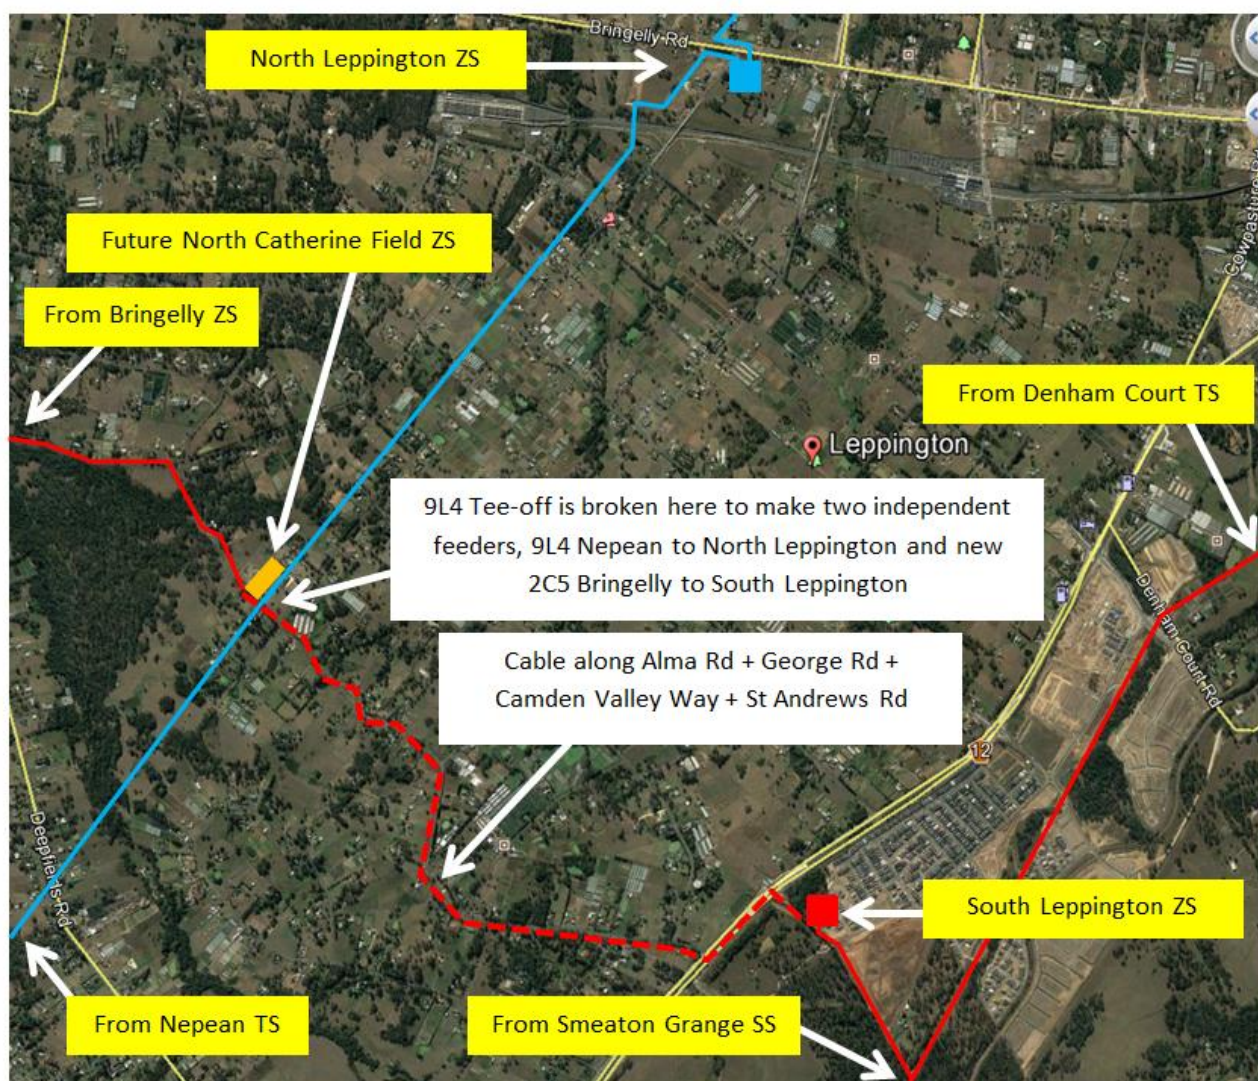 Bringelly Rd
North Leppington ZS
Future North Catherine Field ZS
Cowpasture Rd
From Bringelly ZS
From Denham Court TS
Leppington
9L4 Tee-off is broken here to make two independent
feeders, 9L4 Nepean to North Leppington and new
2C5 Bringelly to South Leppington
Denham Court Rd
Cable along Alma Rd + George Rd +
Camden Valley Way + St Andrews Rd
12
Deepfields Rd
South Leppington ZS
From Nepean TS
From Smeaton Grange SS